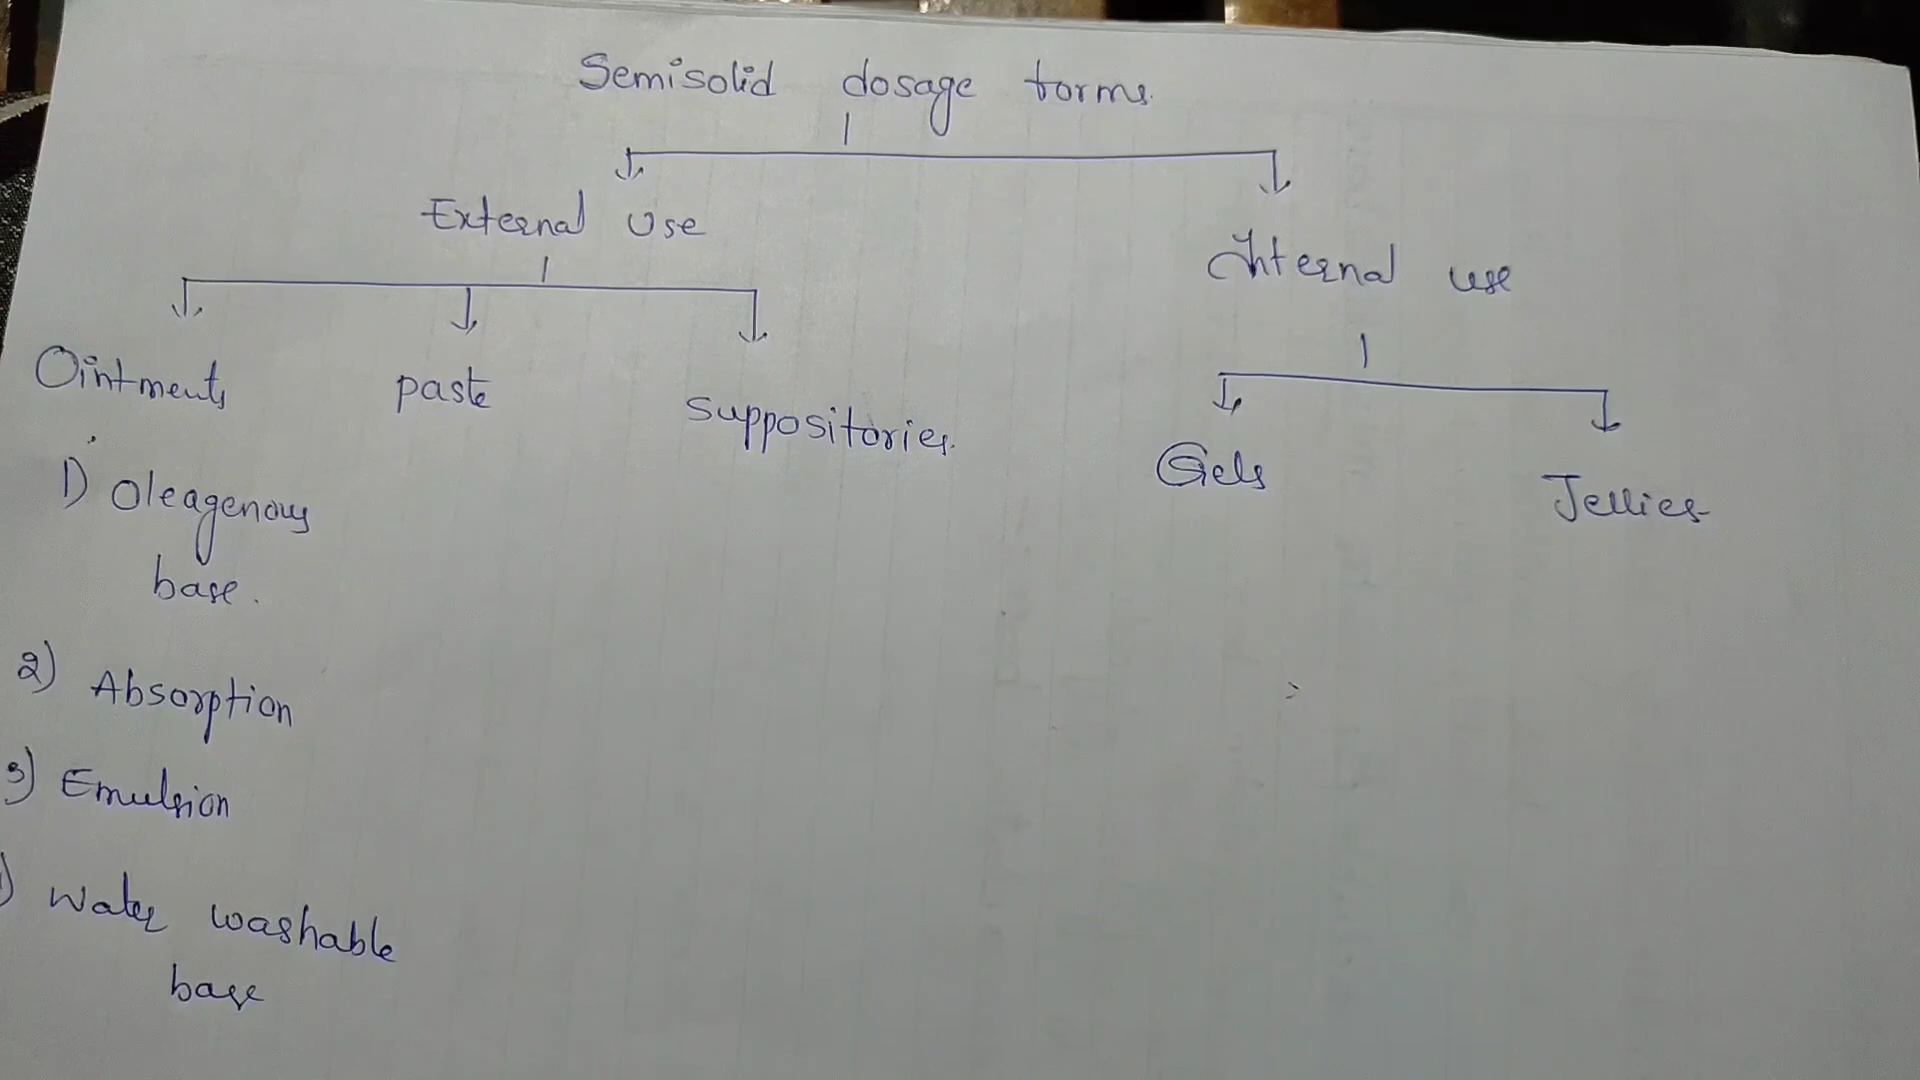 Semisolid dosage forms.
External Use
Internal use
Ointments paste Suppositories.
Gels Jellies
1) Oleagenous
base.
2) Absorption
3) Emulsion
) Water washable
base